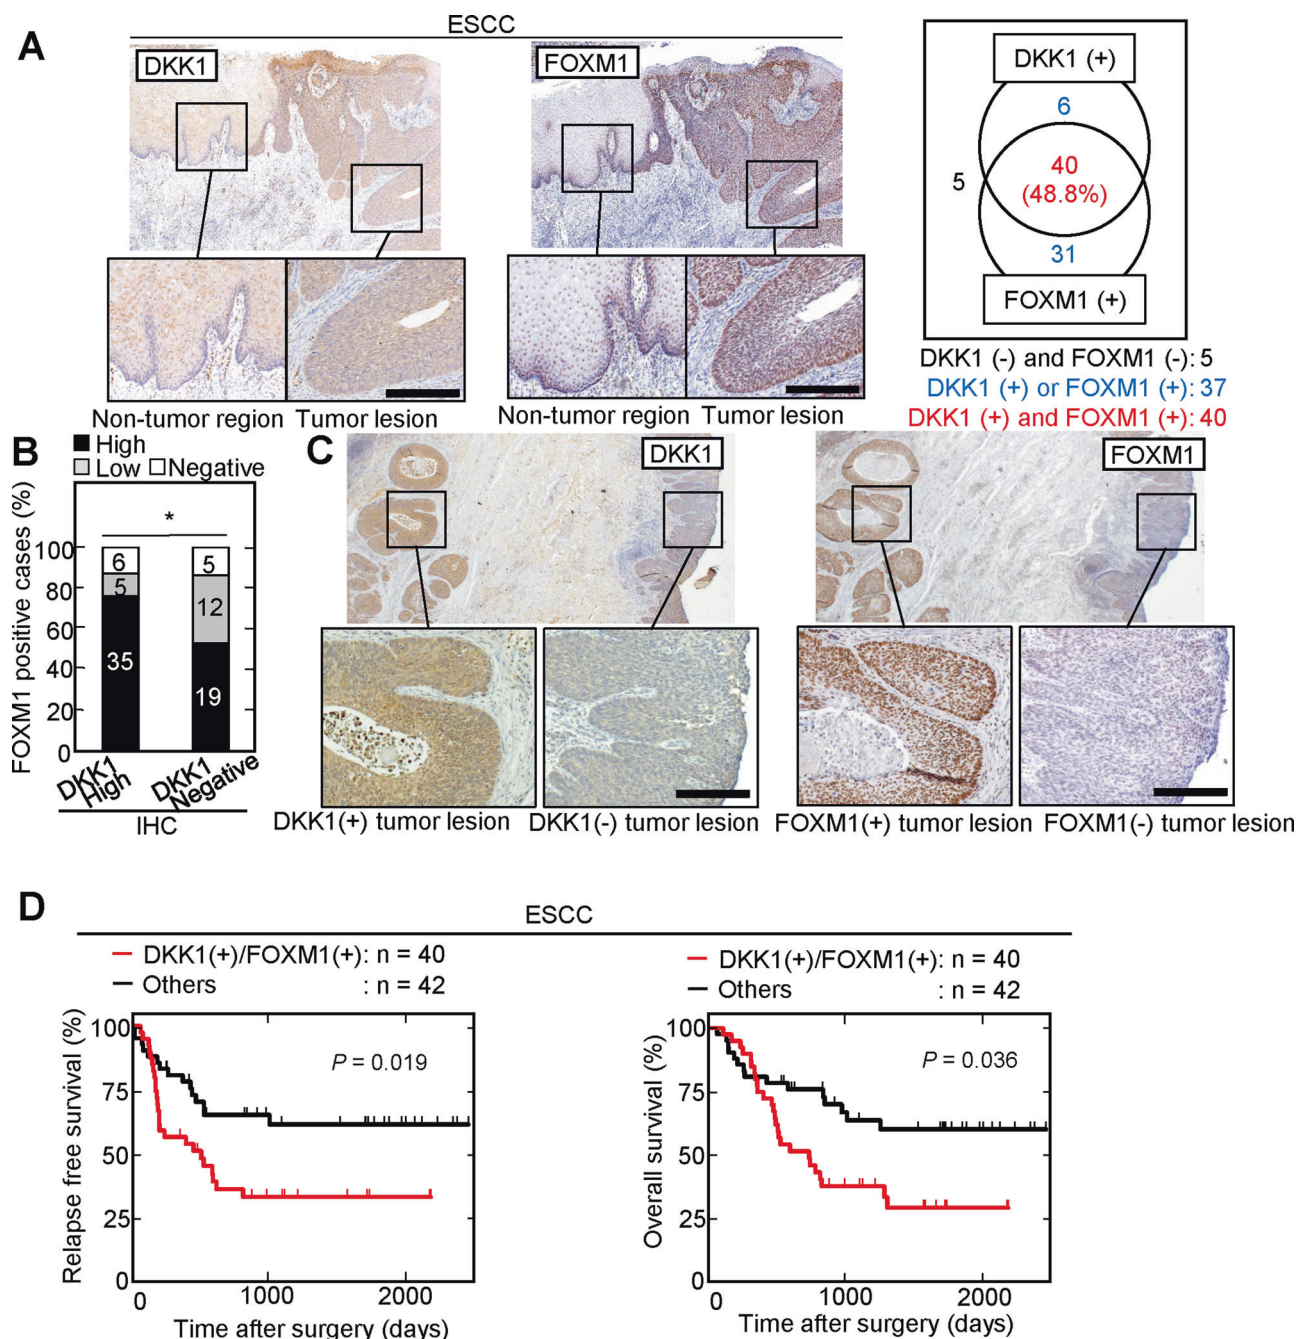 A
ESCC
DKK1
FOXM1
DKK1 (+)
6
40
(48.8%)
5
31
FOXM1 (+)
Non-tumor region
Tumor lesion
Non-tumor region
Tumor lesion
DKK1 (-) and FOXM1 (-): 5
DKK1 (+) or FOXM1 (+): 37
DKK1 (+) and FOXM1 (+): 40
B
High
Low
Negative
FOXM1 positive cases (%)
*
100
80
60
40
20
0
6
5
35
5
12
19
DKK1
High
DKK1
Negative
IHC
C
DKK1
FOXM1
DKK1(+) tumor lesion
DKK1(-) tumor lesion
FOXM1(+) tumor lesion
FOXM1(-) tumor lesion
D
ESCC
DKK1(+)/FOXM1(+): n = 40
Others : n = 42
Relapse free survival (%)
100
75
50
25
0
P = 0.019
0
1000
2000
Time after surgery (days)
DKK1(+)/FOXM1(+): n = 40
Others : n = 42
Overall survival (%)
100
75
50
25
0
P = 0.036
0
1000
2000
Time after surgery (days)